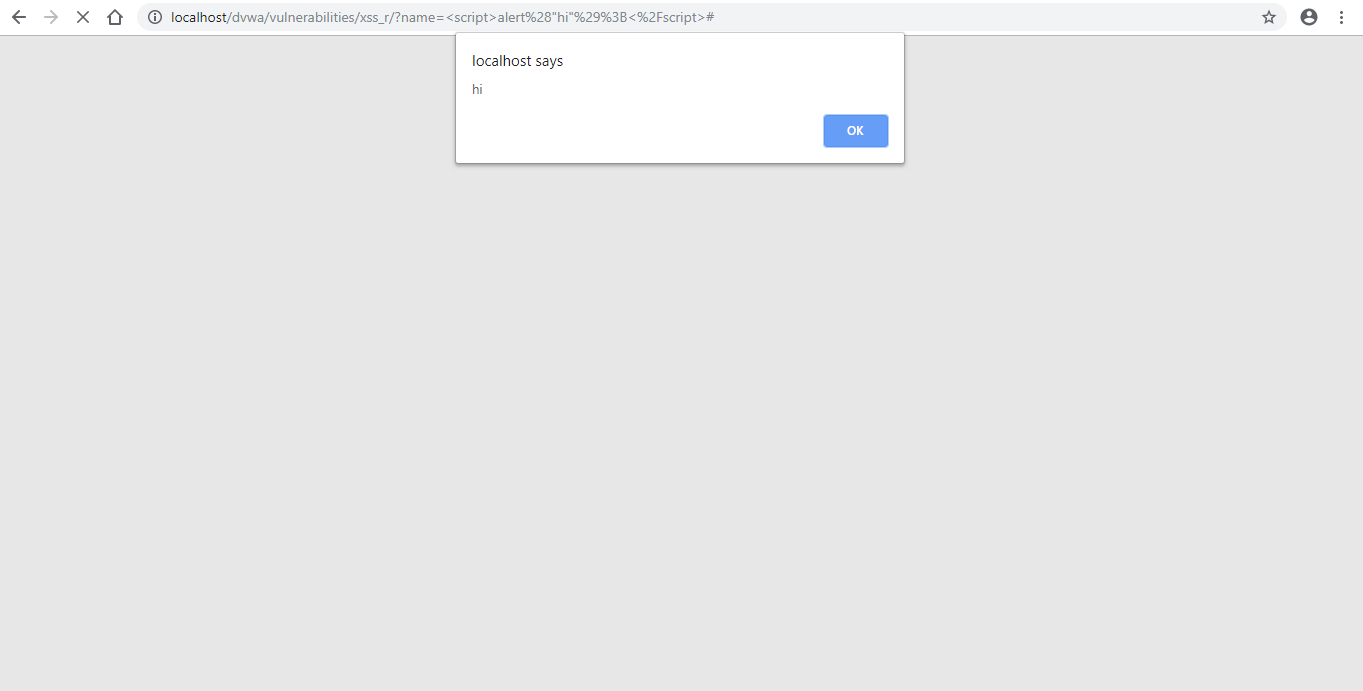 localhost/dvwa/vulnerabilities/xss_r/?name=<script>alert%28"hi"%29%3B<%2Fscript>#
localhost says
hi
OK